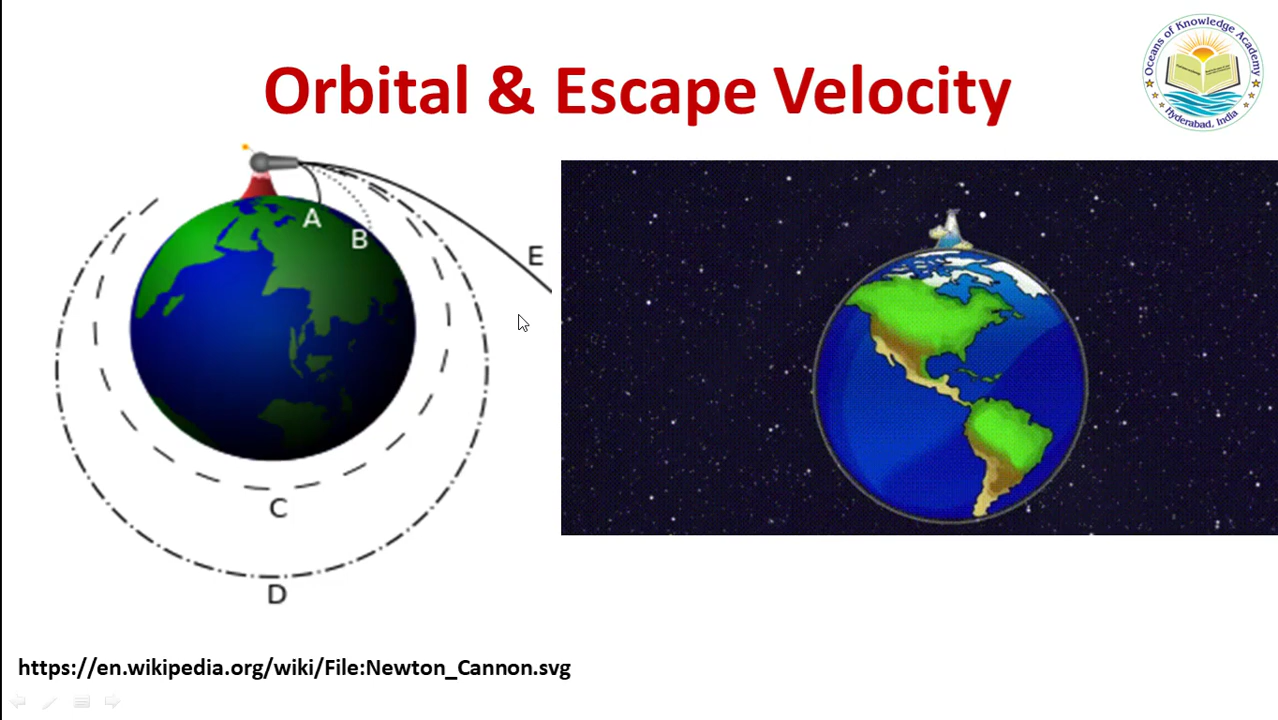 Orbital & Escape Velocity
Oceans of Knowledge Academy
Hyderabad, India
A
B
E
C
D
https://en.wikipedia.org/wiki/File:Newton_Cannon.svg